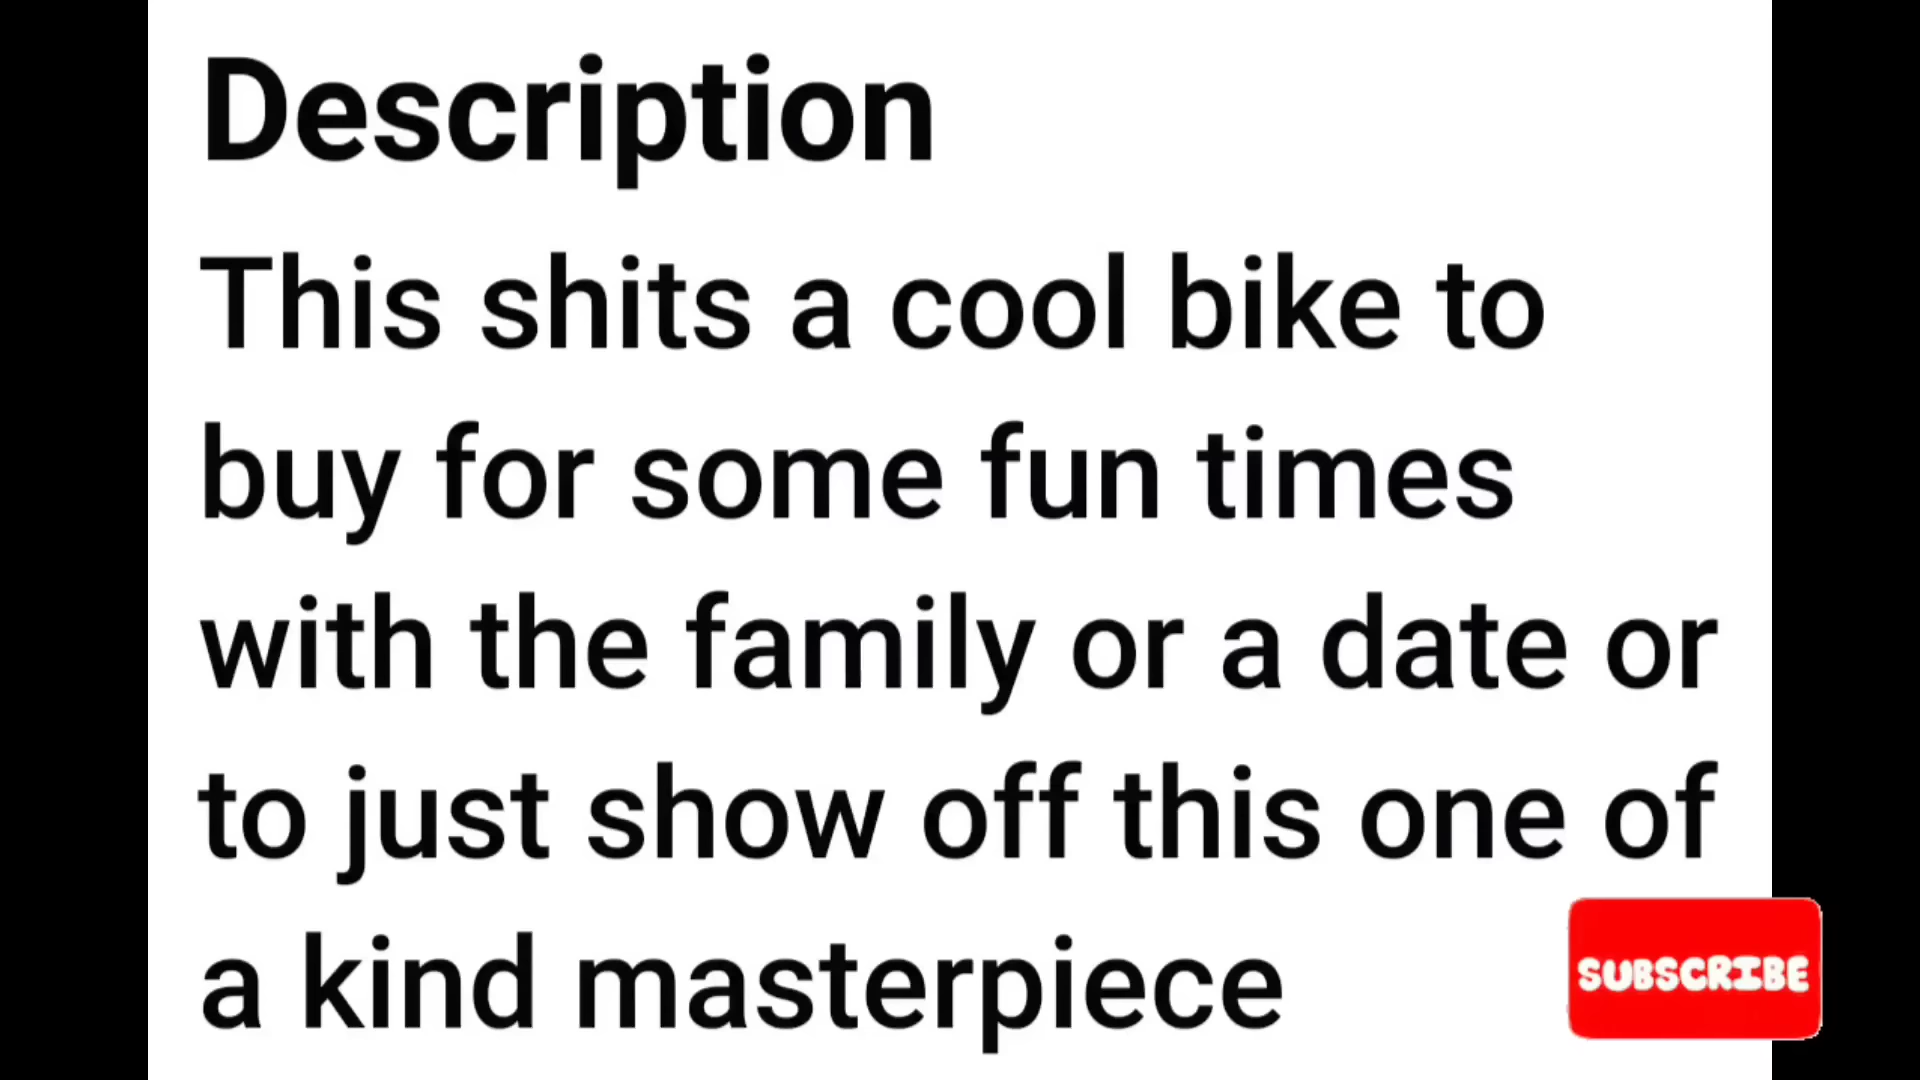 Description
This shits a cool bike to
buy for some fun times
with the family or a date or
to just show off this one of
a kind masterpiece
SUBSCRIBE